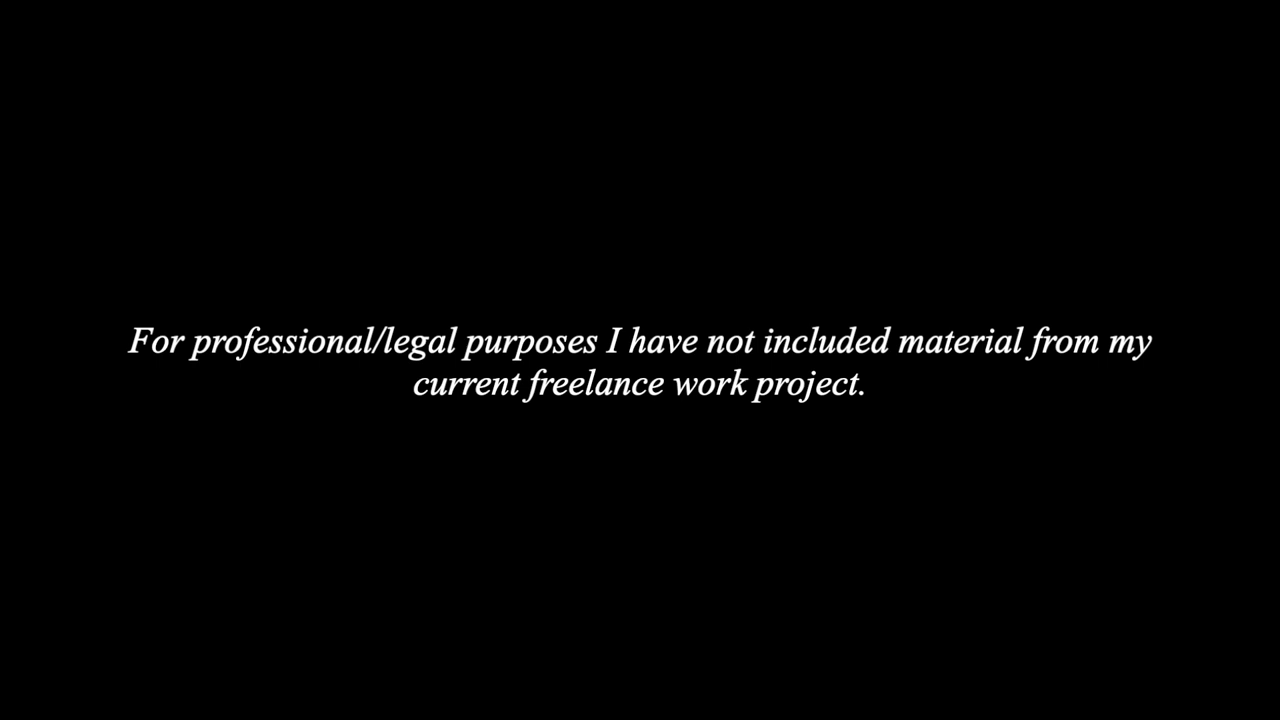 For professional/legal purposes I have not included material from my
current freelance work project.